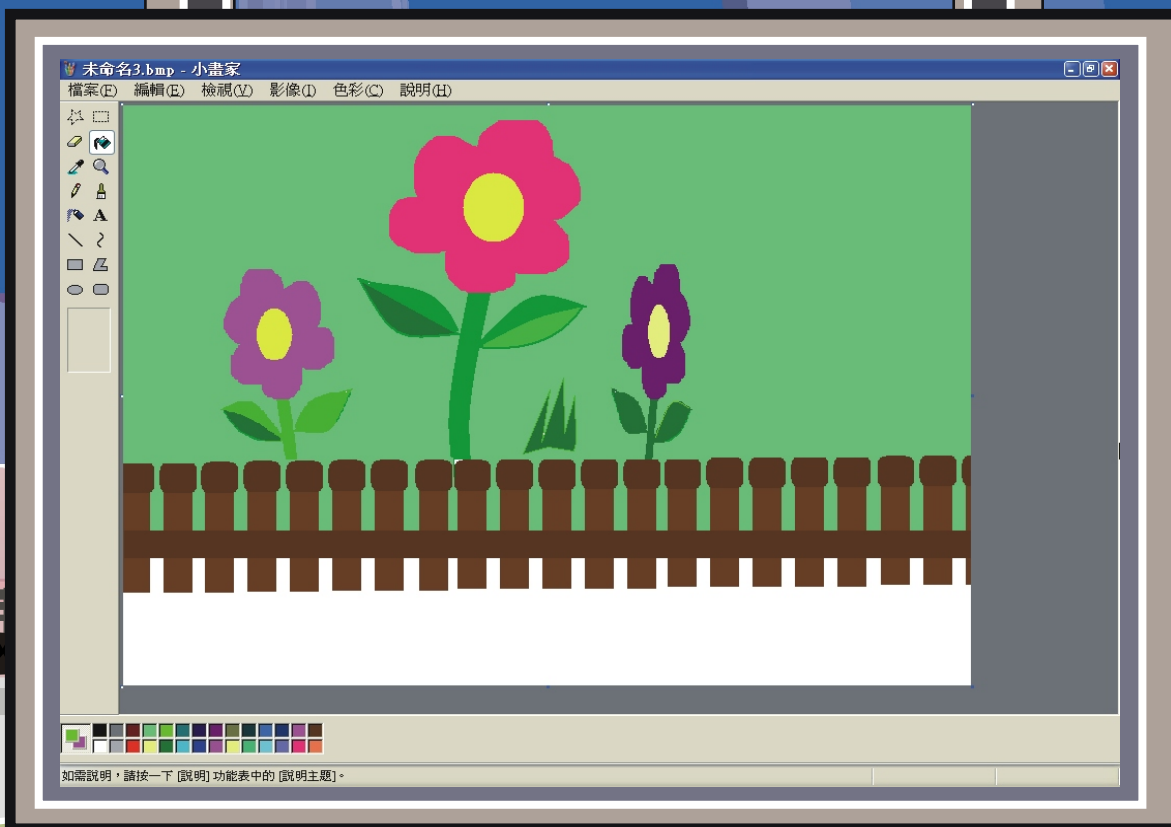 未命名3.bmp - 小畫家
檔案(F) 編輯(E) 檢視(V) 影像(I) 色彩(C) 說明(H)
A
如需說明，請按一下 [說明] 功能表中的 [說明主題]。